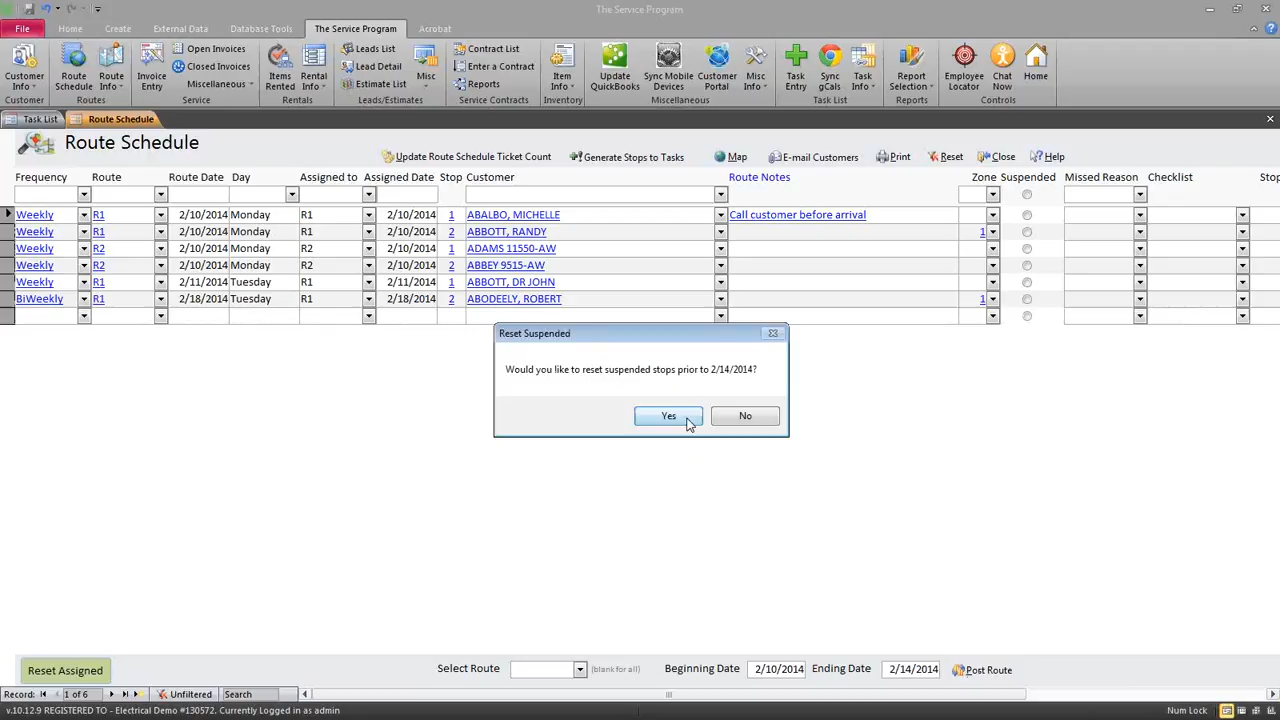 The Service Program
File Home Create External Data Database Tools The Service Program Acrobat
Customer Info
Customer
Route Schedule
Route Info
Routes
Invoice Entry
Open Invoices
Closed Invoices
Miscellaneous
Service
Items Rented
Rental Info
Rentals
Leads List
Lead Detail
Estimate List
Misc
Leads/Estimates
Contract List
Enter a Contract
Reports
Service Contracts
Item Info
Inventory
Update QuickBooks
Sync Mobile Devices
Customer Portal
Misc Info
Miscellaneous
Task Entry
Sync gCals
Task Info
Task List
Report Selection
Reports
Employee Locator
Chat Now
Home
Controls
Task List Route Schedule
Route Schedule
Update Route Schedule Ticket Count Generate Stops to Tasks Map E-mail Customers Print Reset Close Help
Frequency Route Route Date Day Assigned to Assigned Date Stop Customer Route Notes Zone Suspended Missed Reason Checklist Stop
Weekly R1 2/10/2014 Monday R1 2/10/2014 1 ABALBO, MICHELLE Call customer before arrival
Weekly R1 2/10/2014 Monday R1 2/10/2014 2 ABBOTT, RANDY 1
Weekly R2 2/10/2014 Monday R2 2/10/2014 1 ADAMS 11550-AW
Weekly R2 2/10/2014 Monday R2 2/10/2014 2 ABBEY 9515-AW
Weekly R1 2/11/2014 Tuesday R1 2/11/2014 1 ABBOTT, DR JOHN
BiWeekly R1 2/18/2014 Tuesday R1 2/18/2014 2 ABODEELY, ROBERT 1
Reset Suspended
Would you like to reset suspended stops prior to 2/14/2014?
Yes No
Reset Assigned Select Route (blank for all) Beginning Date 2/10/2014 Ending Date 2/14/2014 Post Route
Record: 1 of 6 Unfiltered Search
v.10.12.9 REGISTERED TO - Electrical Demo #130572. Currently Logged in as admin Num Lock